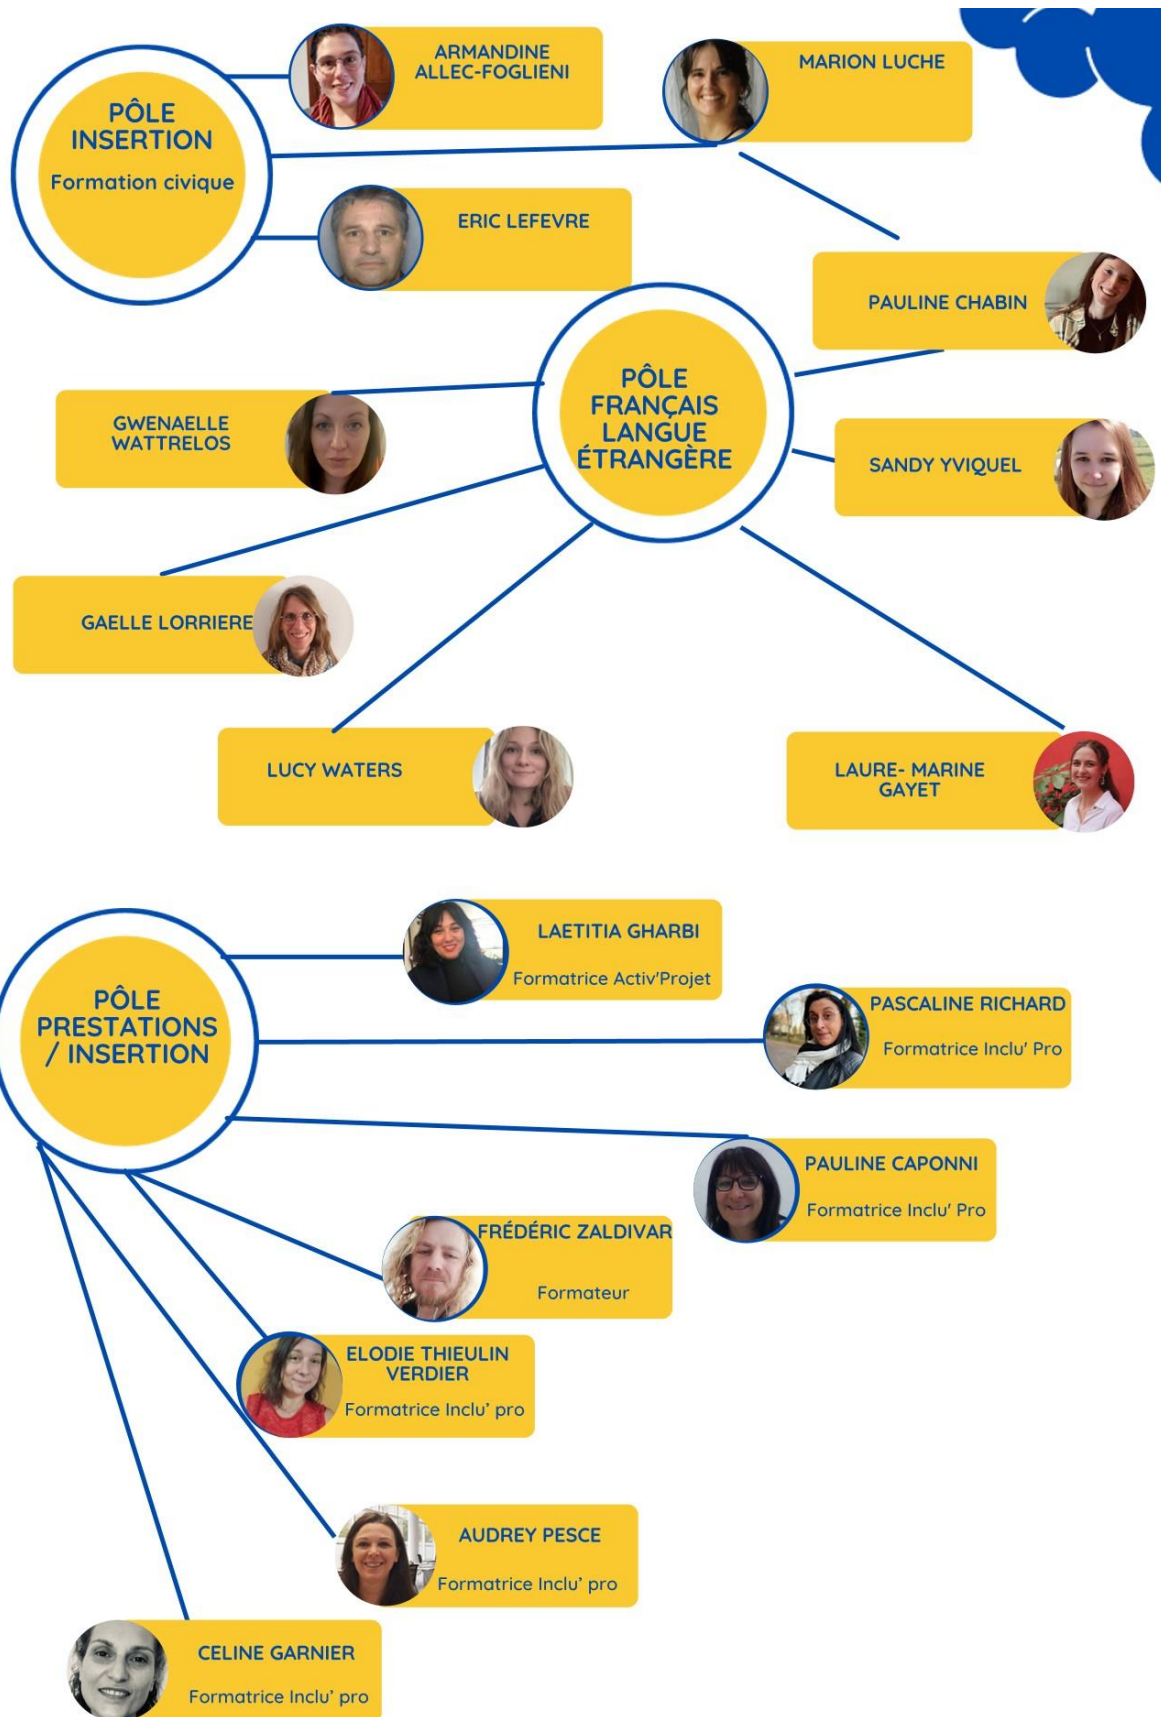 ARMANDINE
ALLEC-FOGLIENI
MARION LUCHE
PÔLE
INSERTION
Formation civique
ERIC LEFEVRE
PAULINE CHABIN
PÔLE
FRANÇAIS
LANGUE
ÉTRANGÈRE
GWENAELLE
WATTRELOS
SANDY YVIQUEL
GAELLE LORRIERE
LUCY WATERS
LAURE- MARINE
GAYET
LAETITIA GHARBI
Formatrice Activ'Projet
PÔLE
PRESTATIONS
/ INSERTION
PASCALINE RICHARD
Formatrice Inclu' Pro
PAULINE CAPONNI
Formatrice Inclu' Pro
FRÉDÉRIC ZALDIVAR
Formateur
ELODIE THIEULIN
VERDIER
Formatrice Inclu’ pro
AUDREY PESCE
Formatrice Inclu’ pro
CELINE GARNIER
Formatrice Inclu’ pro